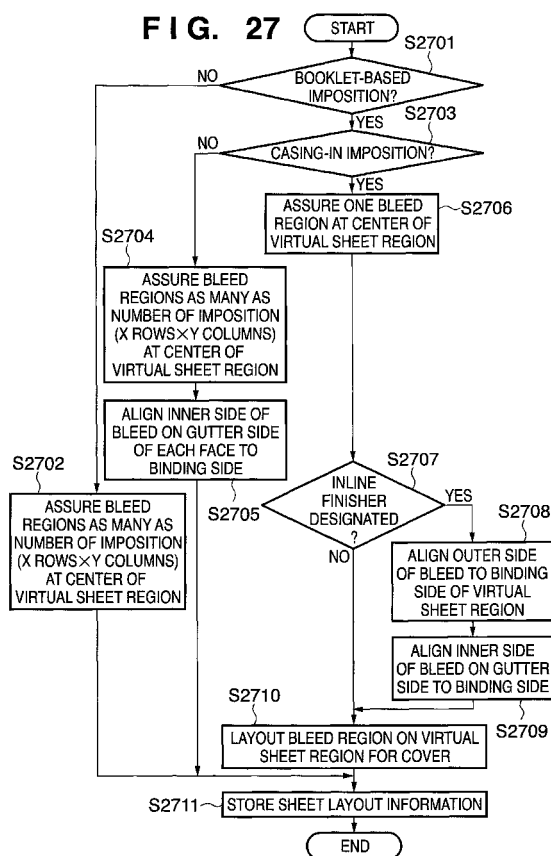 FIG. 27
START
S2701
NO
BOOKLET-BASED
IMPOSITION?
YES
S2703
NO
CASING-IN IMPOSITION?
YES
S2706
ASSURE ONE BLEED
REGION AT CENTER OF
VIRTUAL SHEET REGION
S2704
ASSURE BLEED
REGIONS AS MANY AS
NUMBER OF IMPOSITION
(X ROWS×Y COLUMNS)
AT CENTER OF
VIRTUAL SHEET REGION
ALIGN INNER SIDE OF
BLEED ON GUTTER SIDE
OF EACH FACE TO
BINDING SIDE
S2705
S2702
ASSURE BLEED
REGIONS AS MANY AS
NUMBER OF IMPOSITION
(X ROWS×Y COLUMNS)
AT CENTER OF
VIRTUAL SHEET REGION
S2707
INLINE
FINISHER
DESIGNATED
?
YES
NO
S2708
ALIGN OUTER SIDE
OF BLEED TO BINDING
SIDE OF VIRTUAL
SHEET REGION
ALIGN INNER SIDE
OF BLEED ON GUTTER
SIDE TO BINDING SIDE
S2709
S2710
LAYOUT BLEED REGION ON VIRTUAL
SHEET REGION FOR COVER
S2711
STORE SHEET LAYOUT INFORMATION
END